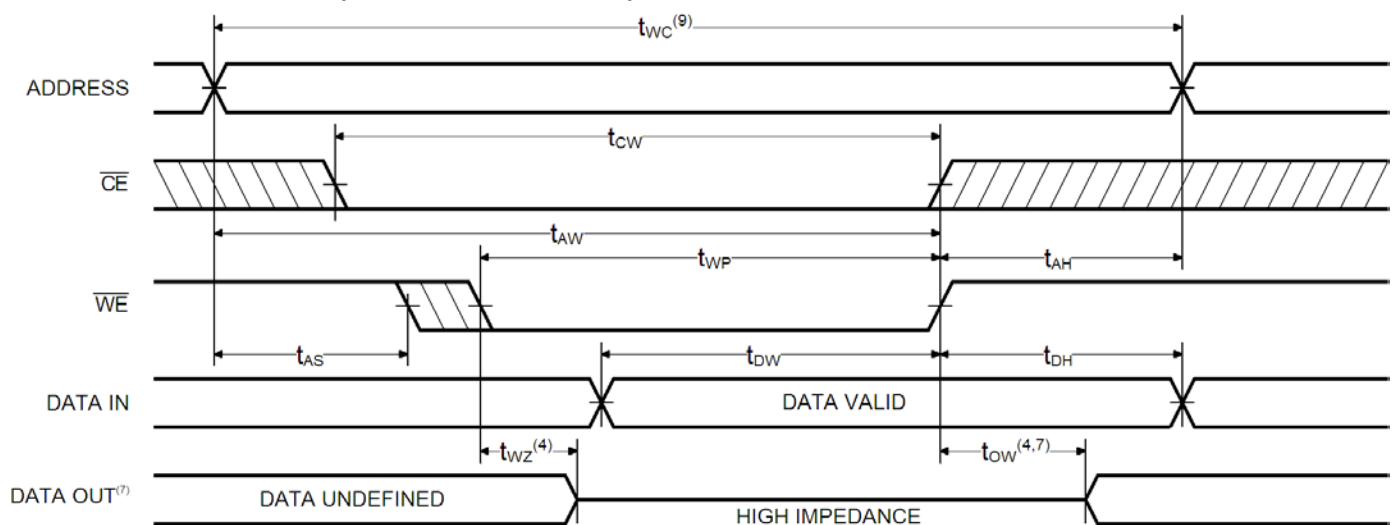 tWC(9)
ADDRESS
tCW
CE
tAW
tWP
tAH
WE
tAS
tDW
tDH
DATA IN
DATA VALID
tWZ(4)
tOW(4,7)
DATA OUT(7)
DATA UNDEFINED
HIGH IMPEDANCE